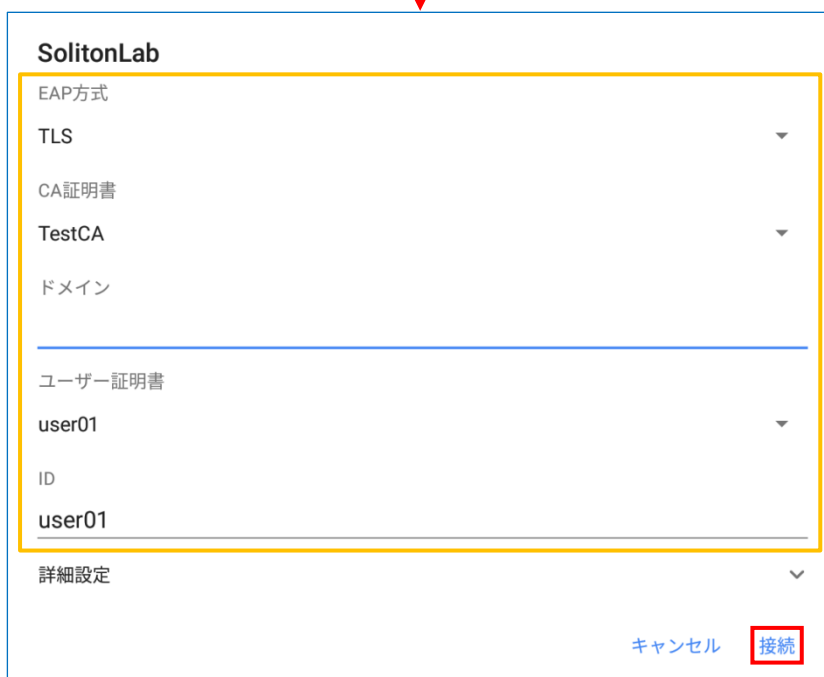 SolitonLab
EAP方式
TLS
CA証明書
TestCA
ドメイン
ユーザー証明書
user01
ID
user01
詳細設定
キャンセル 接続